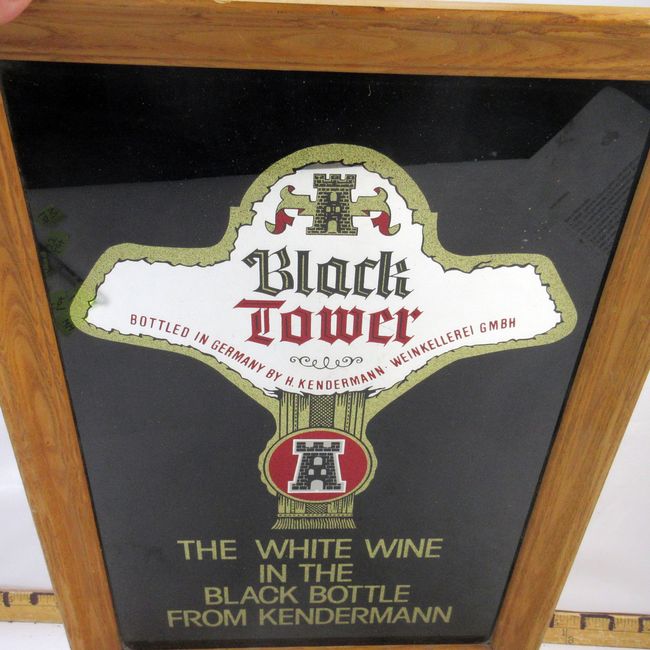 Black
Tower
BOTTLED IN GERMANY BY H. KENDERMANN· WEINKELLEREI GMBH
THE WHITE WINE
IN THE
BLACK BOTTLE
FROM KENDERMANN